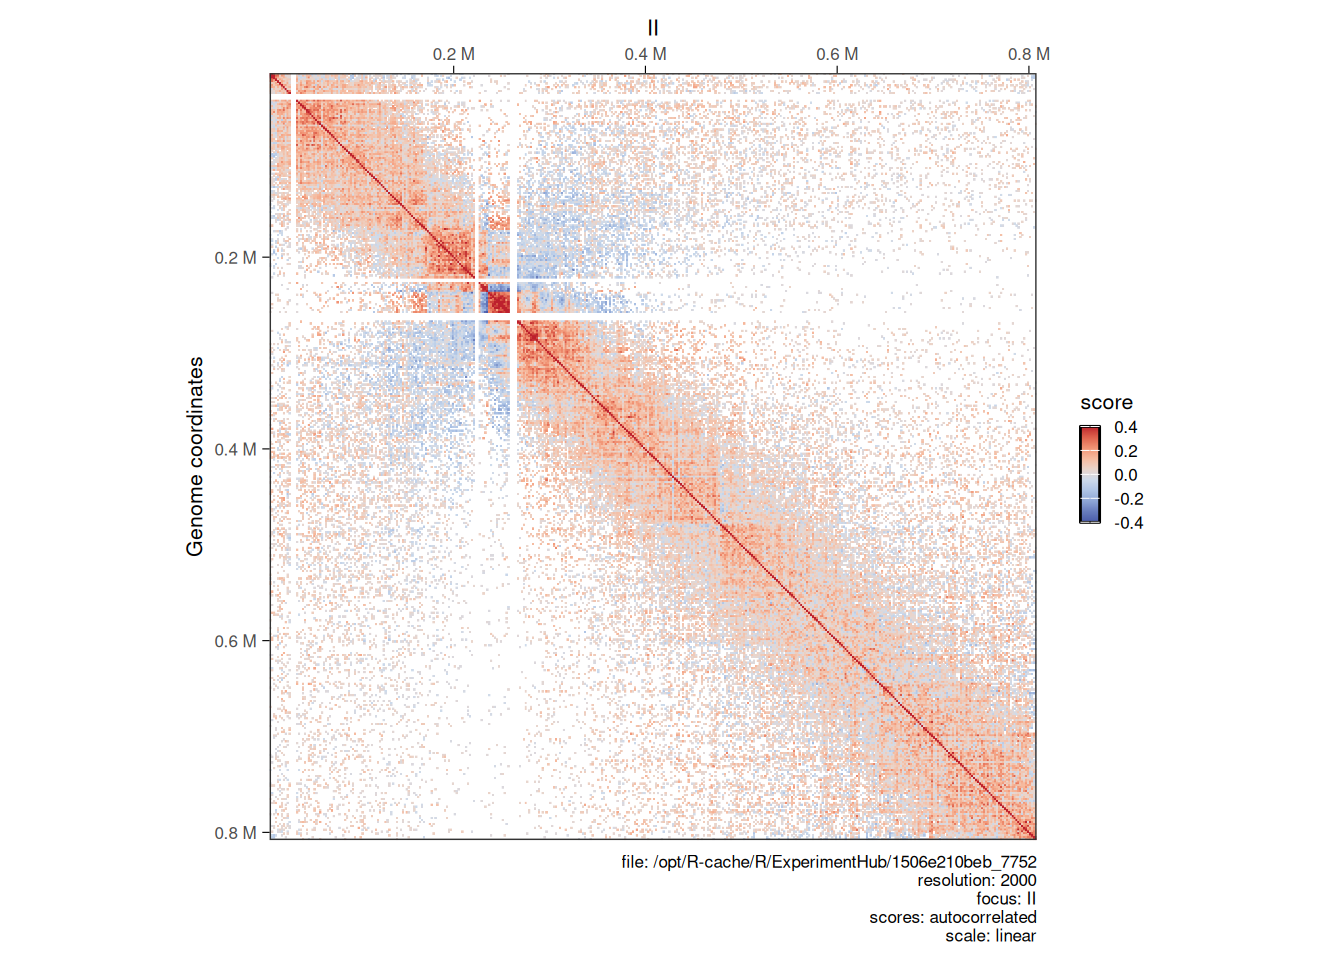 II
0.2 M 0.4 M 0.6 M 0.8 M
0.2 M
0.4 M
0.6 M
0.8 M
Genome coordinates
score
0.4
0.2
0.0
-0.2
-0.4
file: /opt/R-cache/R/ExperimentHub/1506e210beb_7752
resolution: 2000
focus: II
scores: autocorrelated
scale: linear